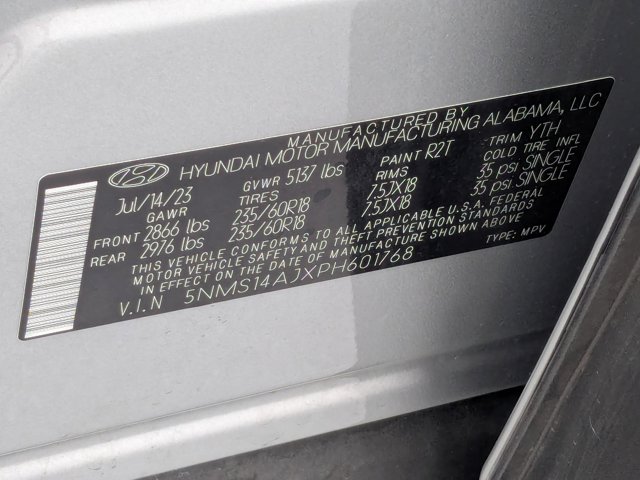 MANUFACTURED BY
HYUNDAI MOTOR MANUFACTURING ALABAMA, LLC
Jul/14/23 GVWR 5137 lbs PAINT R2T TRIM YTH
GAWR TIRES RIMS COLD TIRE INFL
FRONT 2866 lbs 235/60R18 7.5JX18 35 psi, SINGLE
REAR 2976 lbs 235/60R18 7.5JX18 35 psi, SINGLE
THIS VEHICLE CONFORMS TO ALL APPLICABLE U.S.A. FEDERAL
MOTOR VEHICLE SAFETY AND THEFT PREVENTION STANDARDS
IN EFFECT ON THE DATE OF MANUFACTURE SHOWN ABOVE
V.I.N 5NMS14AJXPH601768 TYPE: MPV